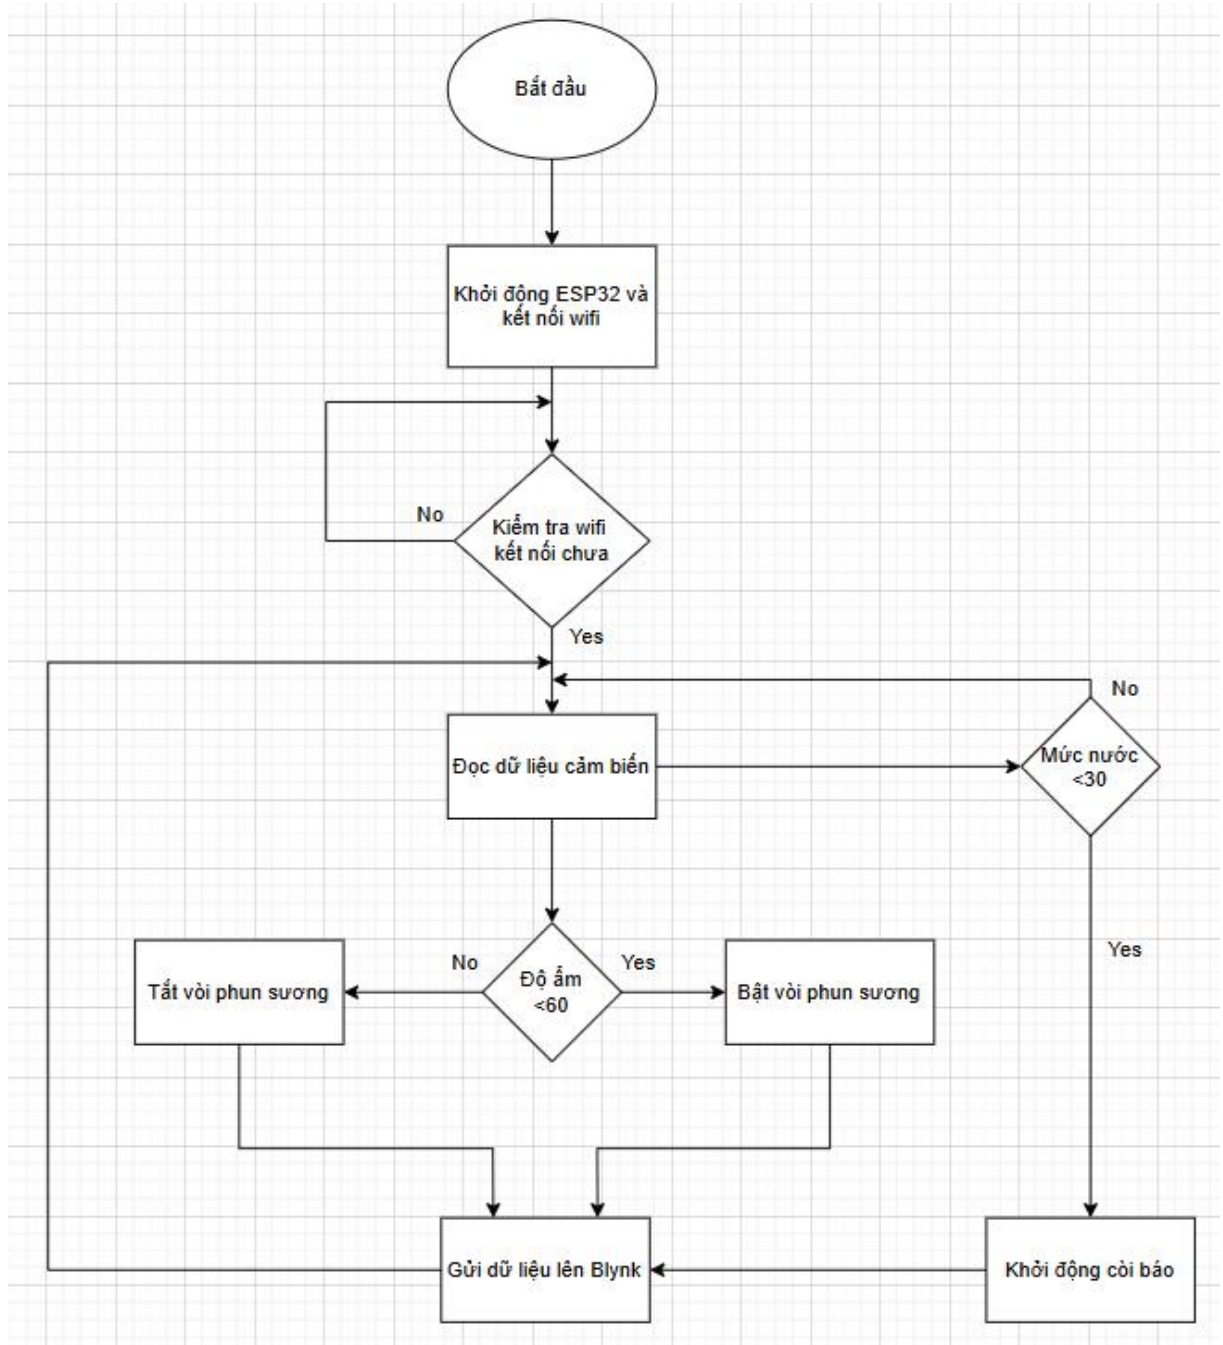 Bắt đầu
Khởi động ESP32 và
kết nối wifi
No
Kiểm tra wifi
kết nối chưa
Yes
No
Đọc dữ liệu cảm biến
Mức nước
<30
No
Độ ẩm
<60
Yes
Yes
Tắt vòi phun sương
Bật vòi phun sương
Gửi dữ liệu lên Blynk
Khởi động còi báo